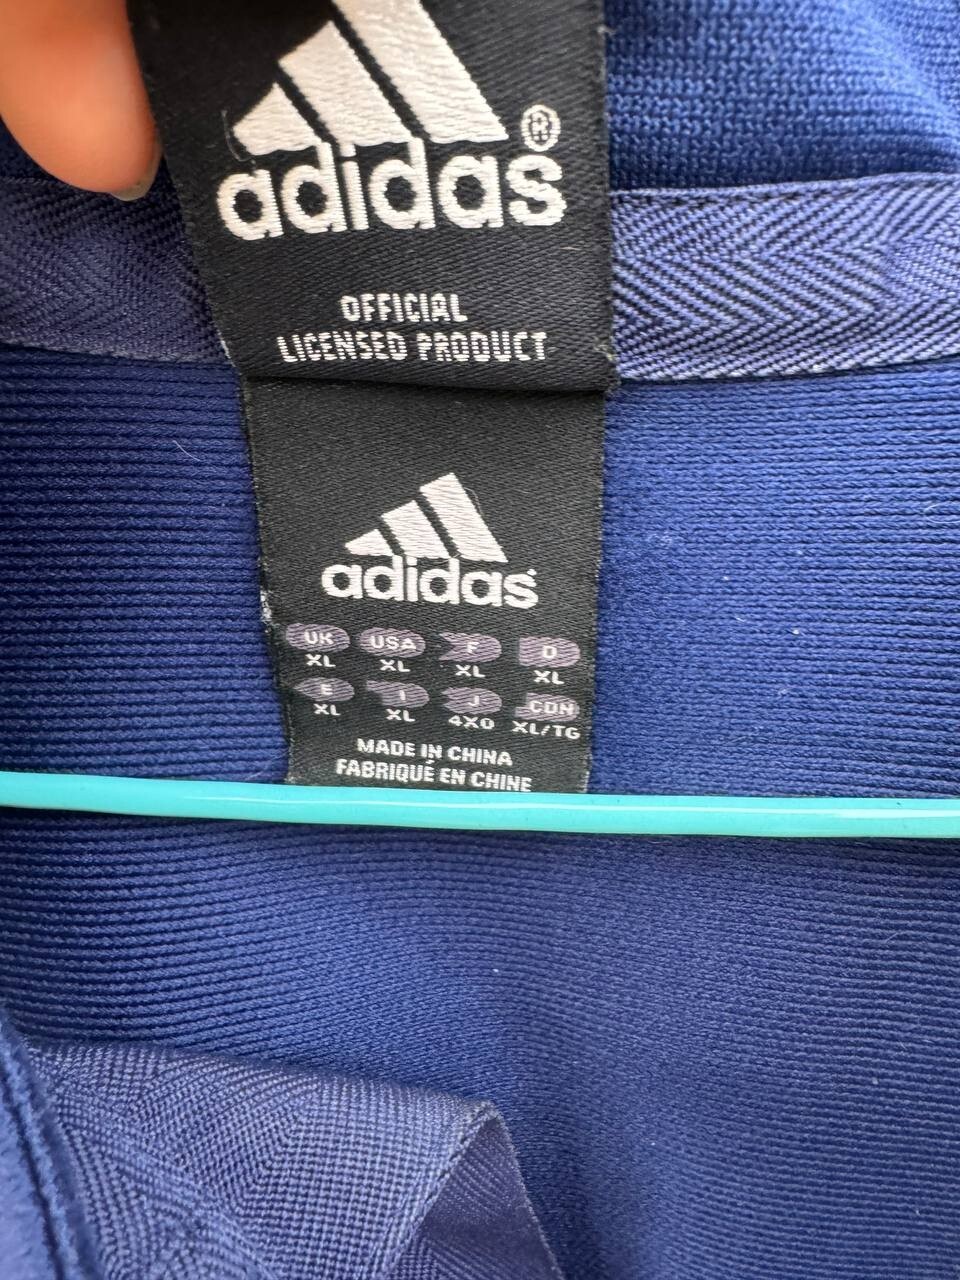 adidas®
OFFICIAL
LICENSED PRODUCT
adidas
UK USA F D
XL XL XL XL
E I J CDN
XL XL 4XO XL/TG
MADE IN CHINA
FABRIQUÉ EN CHINE